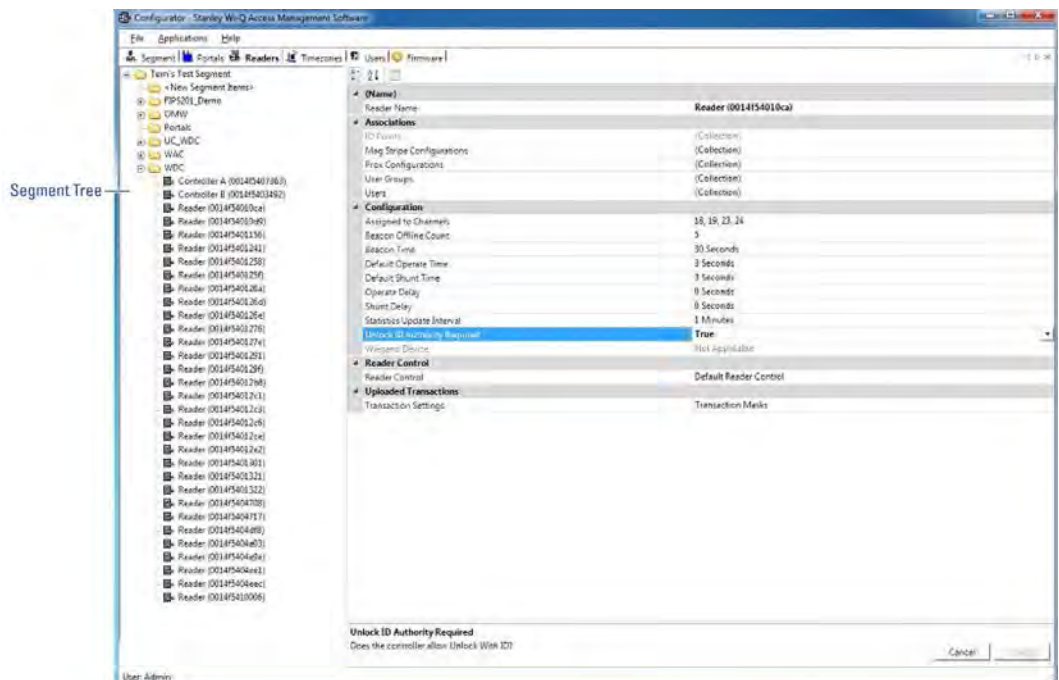 Configurator - Stanley Wi-Q Access Management Software
File Applications Help
Segment Portals Readers Timezones Users Firmware
Segment Tree
Terri's Test Segment
<New Segment Items>
FIPS201_Demo
OMW
Portals
UC_WDC
WAC
WDC
Controller A
Controller B (0014f5403492)
Reader (0014f54010ca)
Reader (0014f54010d9)
Reader (0014f5401156)
Reader (0014f5401241)
Reader (0014f5401258)
Reader (0014f540125f)
Reader (0014f540126a)
Reader (0014f540126d)
Reader (0014f540126e)
Reader (0014f5401276)
Reader (0014f540127e)
Reader (0014f5401291)
Reader (0014f540129f)
Reader (0014f54012b8)
Reader (0014f54012c1)
Reader (0014f54012c3)
Reader (0014f54012c6)
Reader (0014f54012ce)
Reader (0014f54012e2)
Reader (0014f5401301)
Reader (0014f5401321)
Reader (0014f5401322)
Reader (0014f5404708)
Reader (0014f5404717)
Reader (0014f5404df8)
Reader (0014f5404e03)
Reader (0014f5404e9a)
Reader (0014f5404ee1)
Reader (0014f5404eec)
Reader (0014f5410006)
(Name)
Reader Name Reader (0014f54010ca)
Associations
(Collection)
Mag Stripe Configurations (Collection)
Prox Configurations (Collection)
User Groups (Collection)
Users (Collection)
Configuration
Assigned to Channels 18, 19, 23, 24
Beacon Offline Count 5
Beacon Time 30 Seconds
Default Operate Time 3 Seconds
Default Shunt Time 3 Seconds
Operate Delay 0 Seconds
Shunt Delay 0 Seconds
Statistics Update Interval 1 Minutes
Unlock ID Authority Required True
Wiegand Device Not Applicable
Reader Control
Reader Control Default Reader Control
Uploaded Transactions
Transaction Settings Transaction Masks
Unlock ID Authority Required
Does the controller allow Unlock With ID?
Cancel
User: Admin